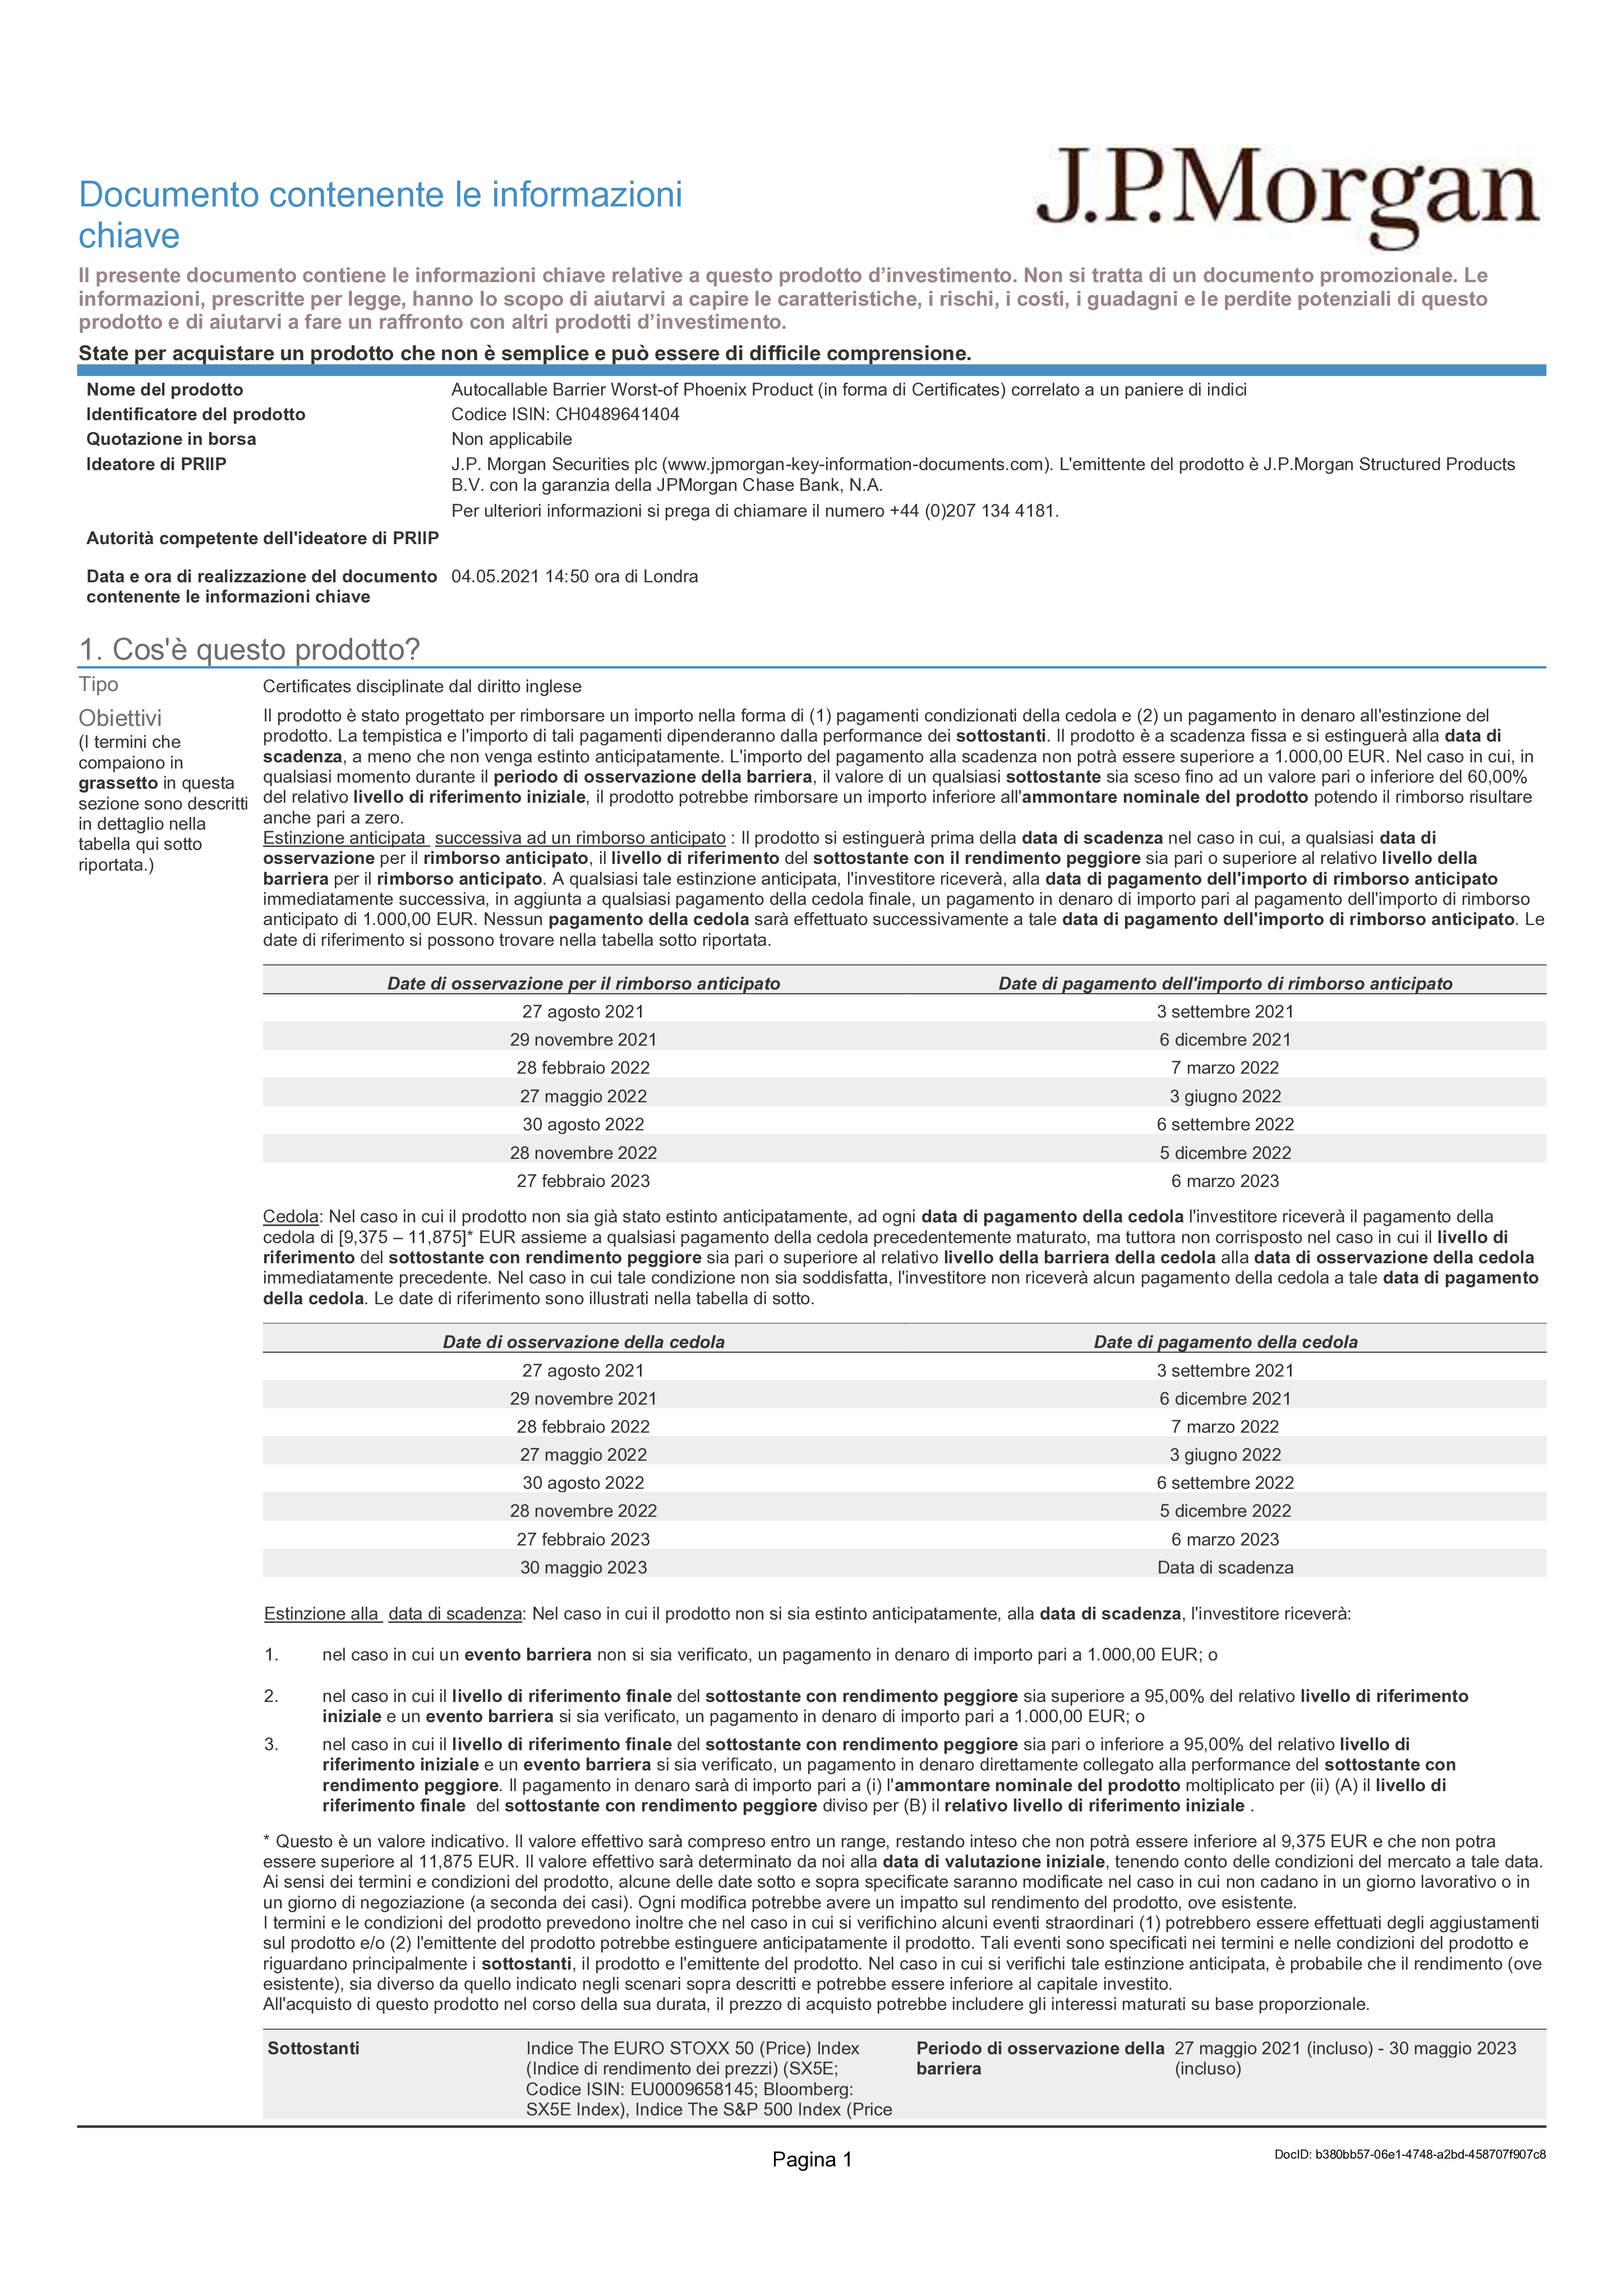 J.P.Morgan
Documento contenente le informazioni
chiave
Il presente documento contiene le informazioni chiave relative a questo prodotto d’investimento. Non si tratta di un documento promozionale. Le
informazioni, prescritte per legge, hanno lo scopo di aiutarvi a capire le caratteristiche, i rischi, i costi, i guadagni e le perdite potenziali di questo
prodotto e di aiutarvi a fare un raffronto con altri prodotti d’investimento.
State per acquistare un prodotto che non è semplice e può essere di difficile comprensione.
Nome del prodotto Autocallable Barrier Worst-of Phoenix Product (in forma di Certificates) correlato a un paniere di indici
Identificatore del prodotto Codice ISIN: CH0489641404
Quotazione in borsa Non applicabile
Ideatore di PRIIP J.P. Morgan Securities plc (www.jpmorgan-key-information-documents.com). L'emittente del prodotto è J.P.Morgan Structured Products
B.V. con la garanzia della JPMorgan Chase Bank, N.A.
Per ulteriori informazioni si prega di chiamare il numero +44 (0)207 134 4181.
Autorità competente dell'ideatore di PRIIP
Data e ora di realizzazione del documento 04.05.2021 14:50 ora di Londra
contenente le informazioni chiave
1. Cos'è questo prodotto?
Tipo Certificates disciplinate dal diritto inglese
Obiettivi
(I termini che
compaiono in
grassetto in questa
sezione sono descritti
in dettaglio nella
tabella qui sotto
riportata.)
Il prodotto è stato progettato per rimborsare un importo nella forma di (1) pagamenti condizionati della cedola e (2) un pagamento in denaro all'estinzione del
prodotto. La tempistica e l'importo di tali pagamenti dipenderanno dalla performance dei sottostanti. Il prodotto è a scadenza fissa e si estinguerà alla data di
scadenza, a meno che non venga estinto anticipatamente. L'importo del pagamento alla scadenza non potrà essere superiore a 1.000,00 EUR. Nel caso in cui, in
qualsiasi momento durante il periodo di osservazione della barriera, il valore di un qualsiasi sottostante sia sceso fino ad un valore pari o inferiore del 60,00%
del relativo livello di riferimento iniziale, il prodotto potrebbe rimborsare un importo inferiore all'ammontare nominale del prodotto potendo il rimborso risultare
anche pari a zero.
Estinzione anticipata successiva ad un rimborso anticipato : Il prodotto si estinguerà prima della data di scadenza nel caso in cui, a qualsiasi data di
osservazione per il rimborso anticipato, il livello di riferimento del sottostante con il rendimento peggiore sia pari o superiore al relativo livello della
barriera per il rimborso anticipato. A qualsiasi tale estinzione anticipata, l'investitore riceverà, alla data di pagamento dell'importo di rimborso anticipato
immediatamente successiva, in aggiunta a qualsiasi pagamento della cedola finale, un pagamento in denaro di importo pari al pagamento dell'importo di rimborso
anticipato di 1.000,00 EUR. Nessun pagamento della cedola sarà effettuato successivamente a tale data di pagamento dell'importo di rimborso anticipato. Le
date di riferimento si possono trovare nella tabella sotto riportata.
Date di osservazione per il rimborso anticipato Date di pagamento dell'importo di rimborso anticipato
27 agosto 2021 3 settembre 2021
29 novembre 2021 6 dicembre 2021
28 febbraio 2022 7 marzo 2022
27 maggio 2022 3 giugno 2022
30 agosto 2022 6 settembre 2022
28 novembre 2022 5 dicembre 2022
27 febbraio 2023 6 marzo 2023
Cedola: Nel caso in cui il prodotto non sia già stato estinto anticipatamente, ad ogni data di pagamento della cedola l'investitore riceverà il pagamento della
cedola di [9,375 – 11,875]* EUR assieme a qualsiasi pagamento della cedola precedentemente maturato, ma tuttora non corrisposto nel caso in cui il livello di
riferimento del sottostante con rendimento peggiore sia pari o superiore al relativo livello della barriera della cedola alla data di osservazione della cedola
immediatamente precedente. Nel caso in cui tale condizione non sia soddisfatta, l'investitore non riceverà alcun pagamento della cedola a tale data di pagamento
della cedola. Le date di riferimento sono illustrati nella tabella di sotto.
Date di osservazione della cedola Date di pagamento della cedola
27 agosto 2021 3 settembre 2021
29 novembre 2021 6 dicembre 2021
28 febbraio 2022 7 marzo 2022
27 maggio 2022 3 giugno 2022
30 agosto 2022 6 settembre 2022
28 novembre 2022 5 dicembre 2022
27 febbraio 2023 6 marzo 2023
30 maggio 2023 Data di scadenza
Estinzione alla data di scadenza: Nel caso in cui il prodotto non si sia estinto anticipatamente, alla data di scadenza, l'investitore riceverà:
1. nel caso in cui un evento barriera non si sia verificato, un pagamento in denaro di importo pari a 1.000,00 EUR; o
2. nel caso in cui il livello di riferimento finale del sottostante con rendimento peggiore sia superiore a 95,00% del relativo livello di riferimento
iniziale e un evento barriera si sia verificato, un pagamento in denaro di importo pari a 1.000,00 EUR; o
3. nel caso in cui il livello di riferimento finale del sottostante con rendimento peggiore sia pari o inferiore a 95,00% del relativo livello di
riferimento iniziale e un evento barriera si sia verificato, un pagamento in denaro direttamente collegato alla performance del sottostante con
rendimento peggiore. Il pagamento in denaro sarà di importo pari a (i) l'ammontare nominale del prodotto moltiplicato per (ii) (A) il livello di
riferimento finale del sottostante con rendimento peggiore diviso per (B) il relativo livello di riferimento iniziale .
* Questo è un valore indicativo. Il valore effettivo sarà compreso entro un range, restando inteso che non potrà essere inferiore al 9,375 EUR e che non potra
essere superiore al 11,875 EUR. Il valore effettivo sarà determinato da noi alla data di valutazione iniziale, tenendo conto delle condizioni del mercato a tale data.
Ai sensi dei termini e condizioni del prodotto, alcune delle date sotto e sopra specificate saranno modificate nel caso in cui non cadano in un giorno lavorativo o in
un giorno di negoziazione (a seconda dei casi). Ogni modifica potrebbe avere un impatto sul rendimento del prodotto, ove esistente.
I termini e le condizioni del prodotto prevedono inoltre che nel caso in cui si verifichino alcuni eventi straordinari (1) potrebbero essere effettuati degli aggiustamenti
sul prodotto e/o (2) l'emittente del prodotto potrebbe estinguere anticipatamente il prodotto. Tali eventi sono specificati nei termini e nelle condizioni del prodotto e
riguardano principalmente i sottostanti, il prodotto e l'emittente del prodotto. Nel caso in cui si verifichi tale estinzione anticipata, è probabile che il rendimento (ove
esistente), sia diverso da quello indicato negli scenari sopra descritti e potrebbe essere inferiore al capitale investito.
All'acquisto di questo prodotto nel corso della sua durata, il prezzo di acquisto potrebbe includere gli interessi maturati su base proporzionale.
Sottostanti Indice The EURO STOXX 50 (Price) Index Periodo di osservazione della 27 maggio 2021 (incluso) - 30 maggio 2023
(Indice di rendimento dei prezzi) (SX5E; barriera (incluso)
Codice ISIN: EU0009658145; Bloomberg:
SX5E Index), Indice The S&P 500 Index (Price
Pagina 1
DocID: b380bb57-06e1-4748-a2bd-458707f907c8